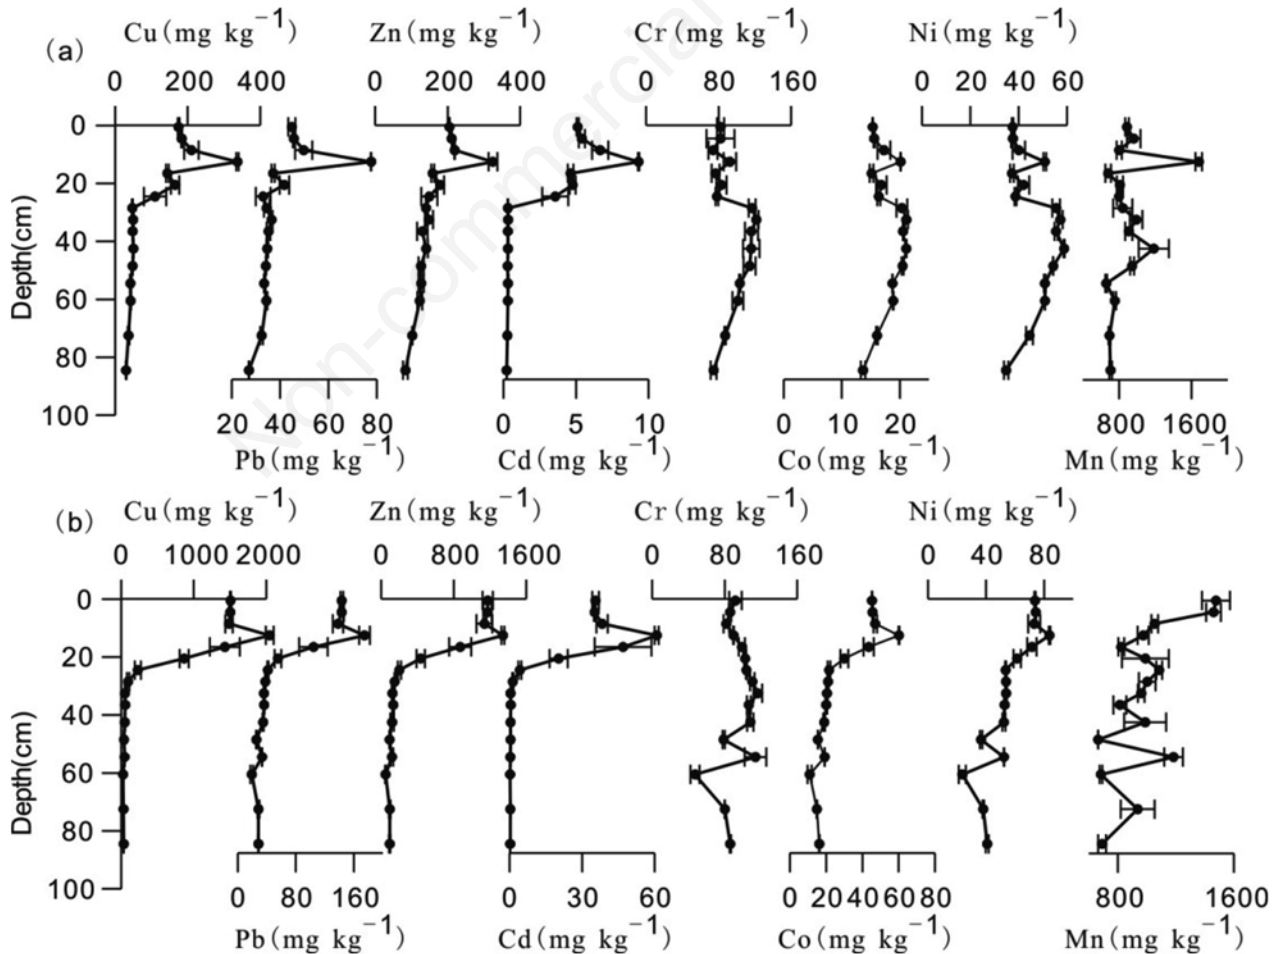 Cu(mg kg⁻¹) Zn(mg kg⁻¹) Cr(mg kg⁻¹) Ni(mg kg⁻¹)
(a)
0 200 400 0 200 400 0 80 160 0 20 40 60
0
20
40
60
80
100
Depth(cm)
20 40 60 80 0 5 10 0 10 20 800 1600
Pb(mg kg⁻¹) Cd(mg kg⁻¹) Co(mg kg⁻¹) Mn(mg kg⁻¹)
Cu(mg kg⁻¹) Zn(mg kg⁻¹) Cr(mg kg⁻¹) Ni(mg kg⁻¹)
(b)
0 1000 2000 0 800 1600 0 80 160 0 40 80
0
20
40
60
80
100
Depth(cm)
0 80 160 0 30 60 0 20 40 60 80 800 1600
Pb(mg kg⁻¹) Cd(mg kg⁻¹) Co(mg kg⁻¹) Mn(mg kg⁻¹)
Non-commercial